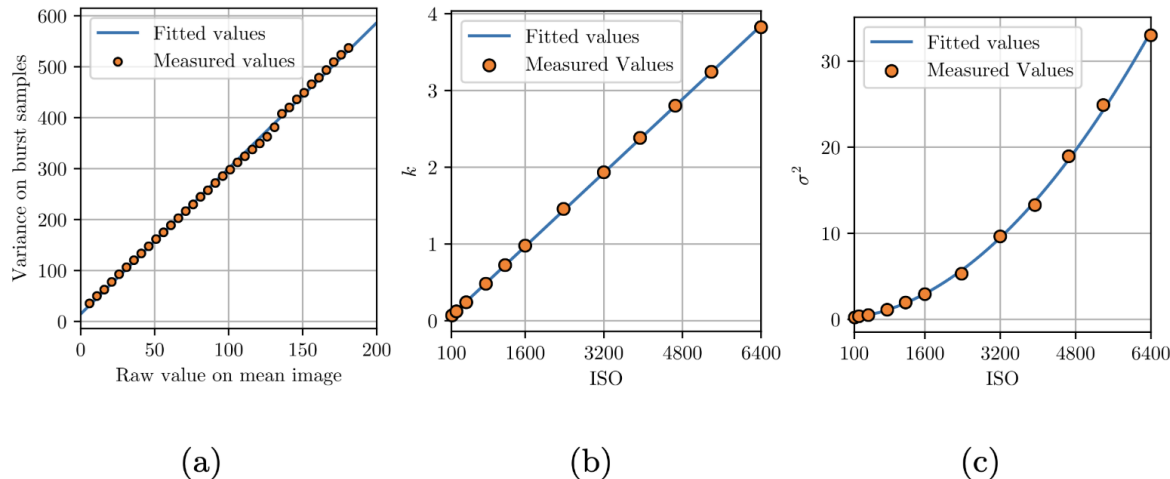 600
500
400
300
200
100
0
0 50 100 150 200
Variance on burst samples
Raw value on mean image
Fitted values
Measured values
(a)
4
3
2
1
0
100 1600 3200 4800 6400
k
ISO
Fitted values
Measured Values
(b)
30
20
10
0
100 1600 3200 4800 6400
σ²
ISO
Fitted values
Measured Values
(c)